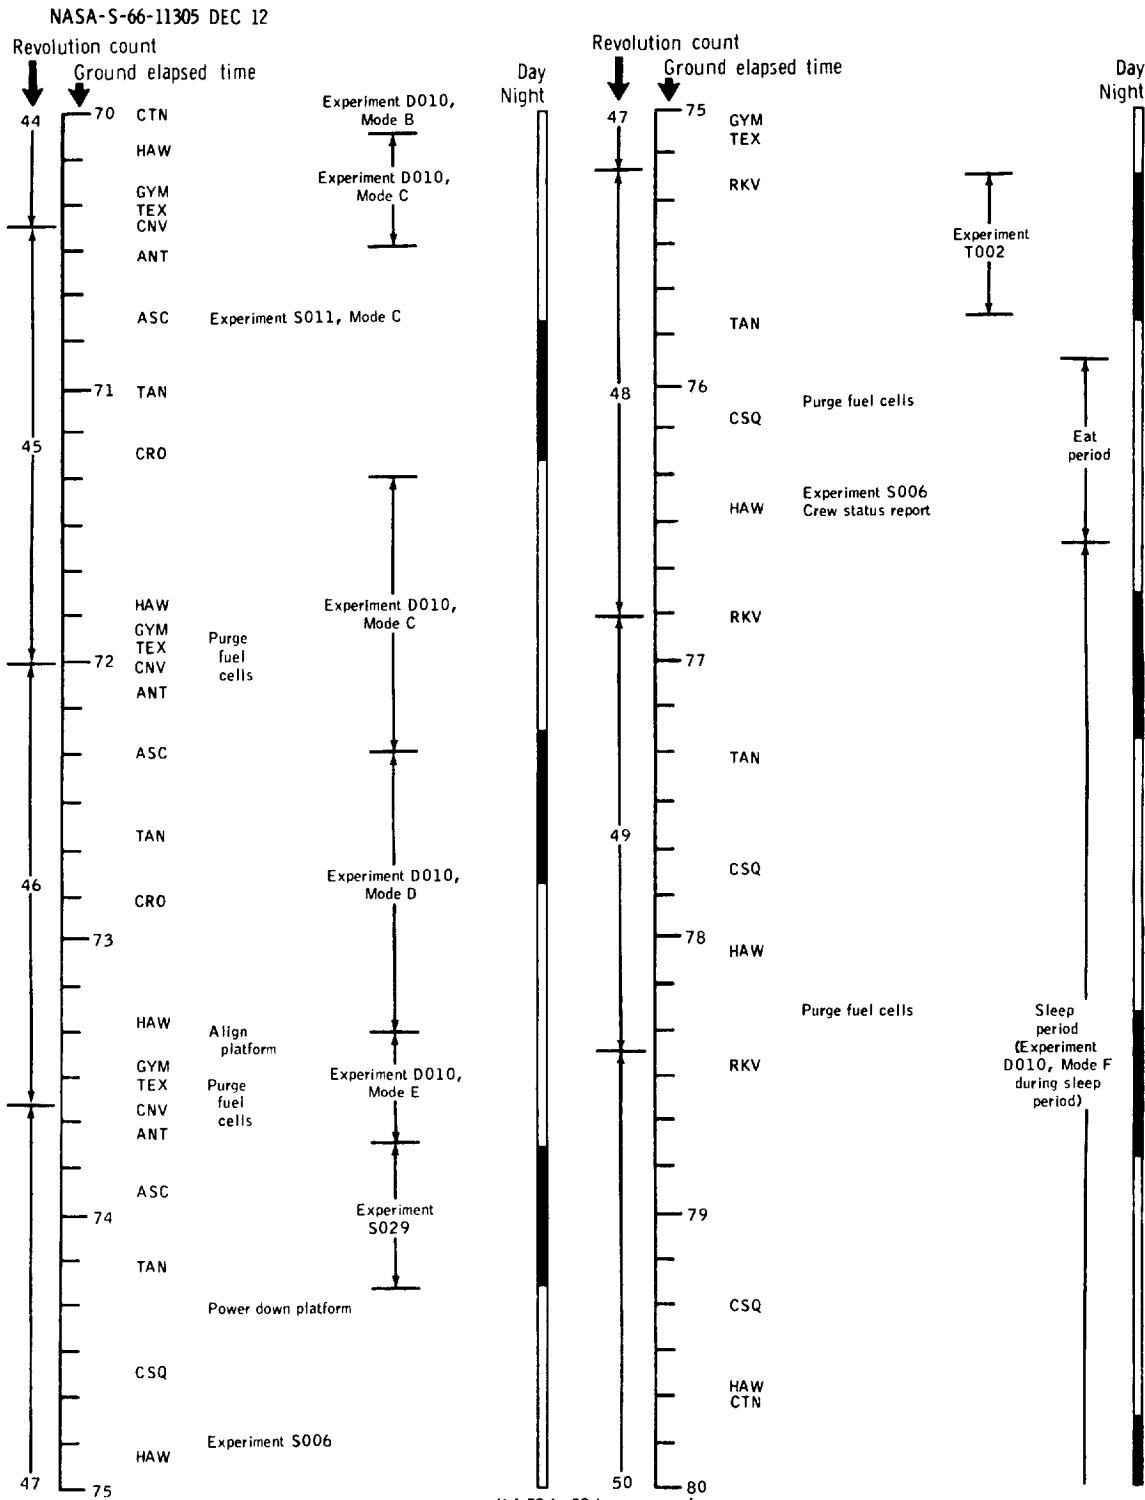 NASA-S-66-11305 DEC 12
Revolution count
Ground elapsed time
Day
Night
44
70
CTN
Experiment D010,
Mode B
HAW
Experiment D010,
Mode C
GYM
TEX
CNV
ANT
ASC
Experiment S011, Mode C
71
TAN
45
CRO
HAW
Experiment D010,
Mode C
GYM
TEX
Purge
fuel
cells
72
CNV
ANT
ASC
TAN
46
Experiment D010,
Mode D
CRO
73
HAW
Align
platform
GYM
Experiment D010,
Mode E
TEX
Purge
fuel
cells
CNV
ANT
ASC
74
Experiment
S029
TAN
Power down platform
CSQ
Experiment S006
HAW
47
75
Revolution count
Ground elapsed time
Day
Night
47
75
GYM
TEX
RKV
Experiment
T002
TAN
76
48
Purge fuel cells
CSQ
Eat
period
HAW
Experiment S006
Crew status report
RKV
77
TAN
49
CSQ
78
HAW
Purge fuel cells
Sleep
period
(Experiment
D010, Mode F
during sleep
period)
RKV
79
CSQ
HAW
CTN
50
80